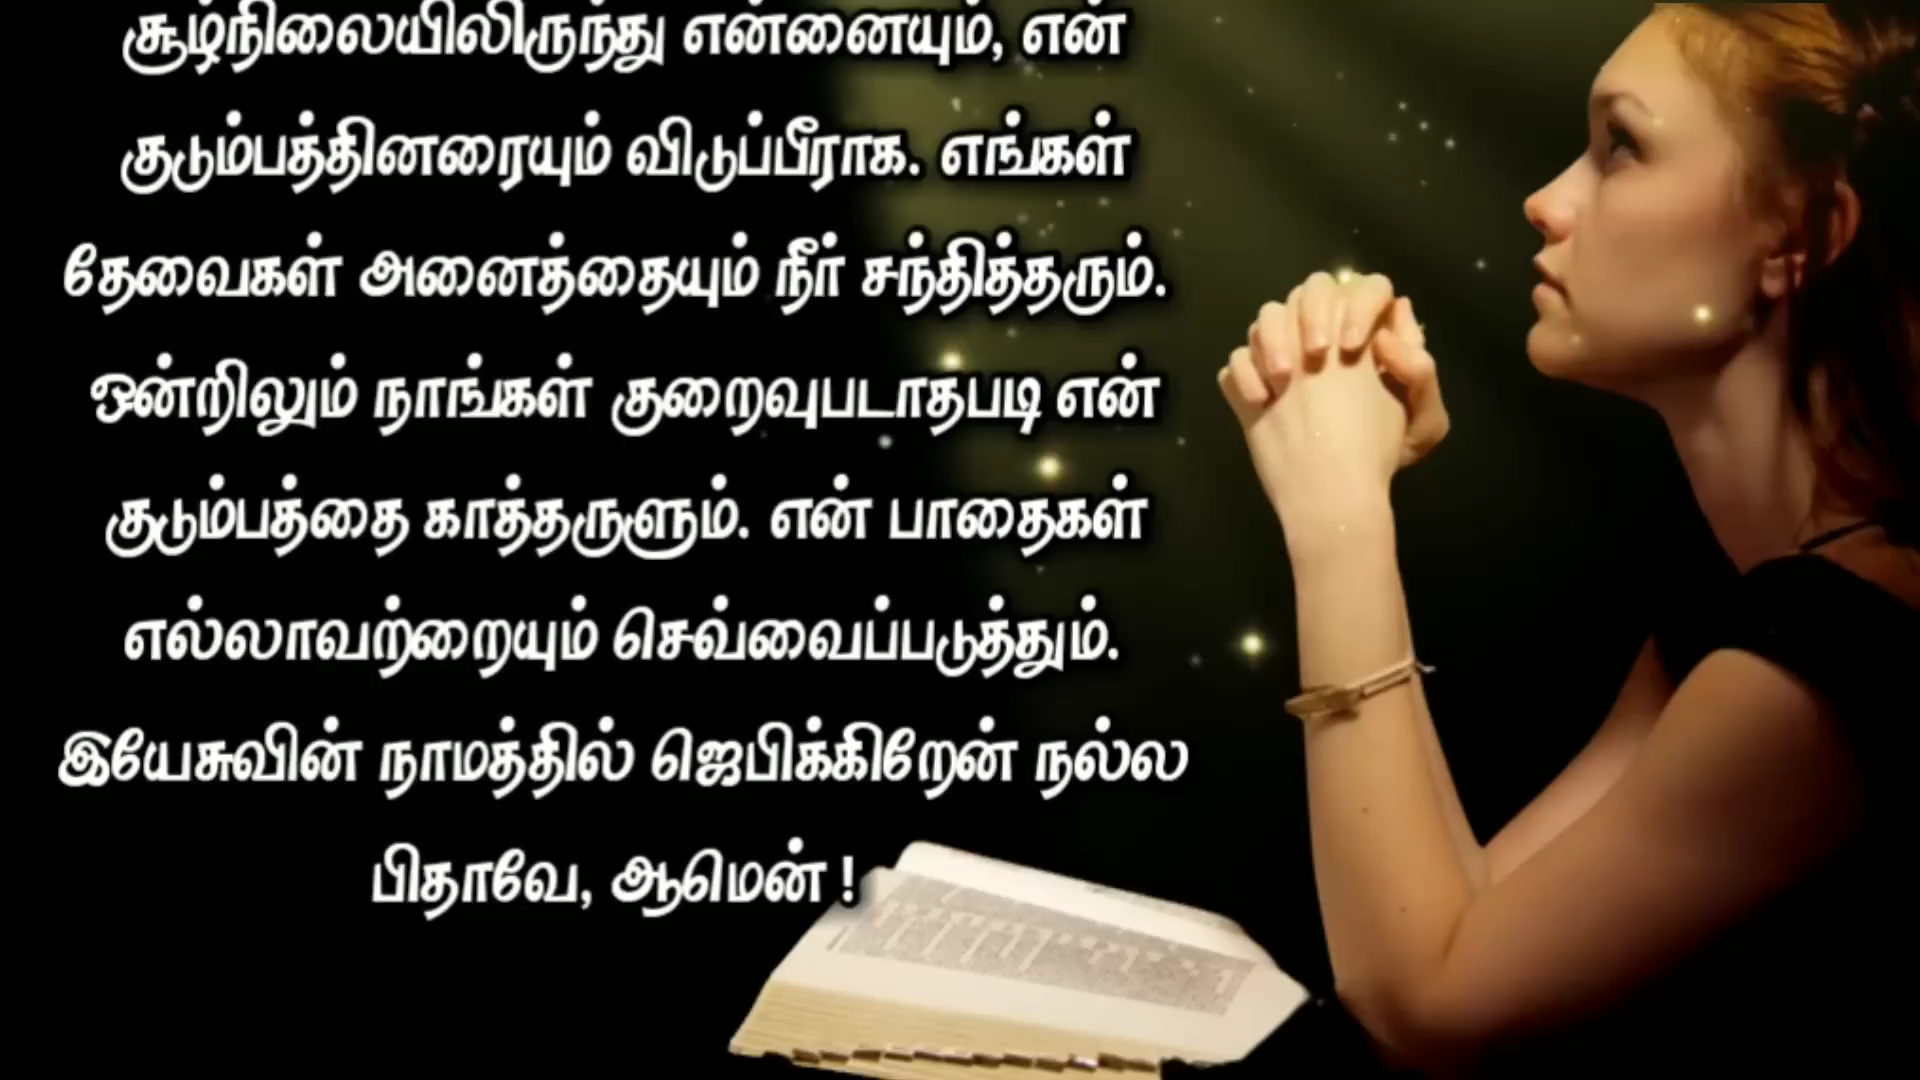 சூழ்நிலையிலிருந்து என்னையும், என்
குடும்பத்தினரையும் விடுப்பீராக. எங்கள்
தேவைகள் அனைத்தையும் நீர் சந்தித்தரும்.
ஒன்றிலும் நாங்கள் குறைவுபடாதபடி என்
குடும்பத்தை காத்தருளும். என் பாதைகள்
எல்லாவற்றையும் செவ்வைப்படுத்தும்.
இயேசுவின் நாமத்தில் ஜெபிக்கிறேன் நல்ல
பிதாவே, ஆமென் !